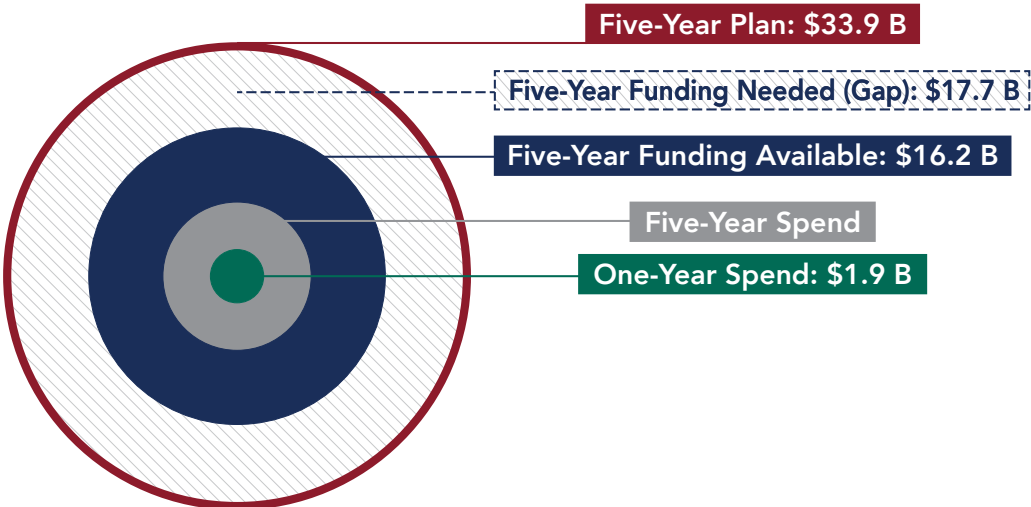 Five-Year Plan: $33.9 B
Five-Year Funding Needed (Gap): $17.7 B
Five-Year Funding Available: $16.2 B
Five-Year Spend
One-Year Spend: $1.9 B